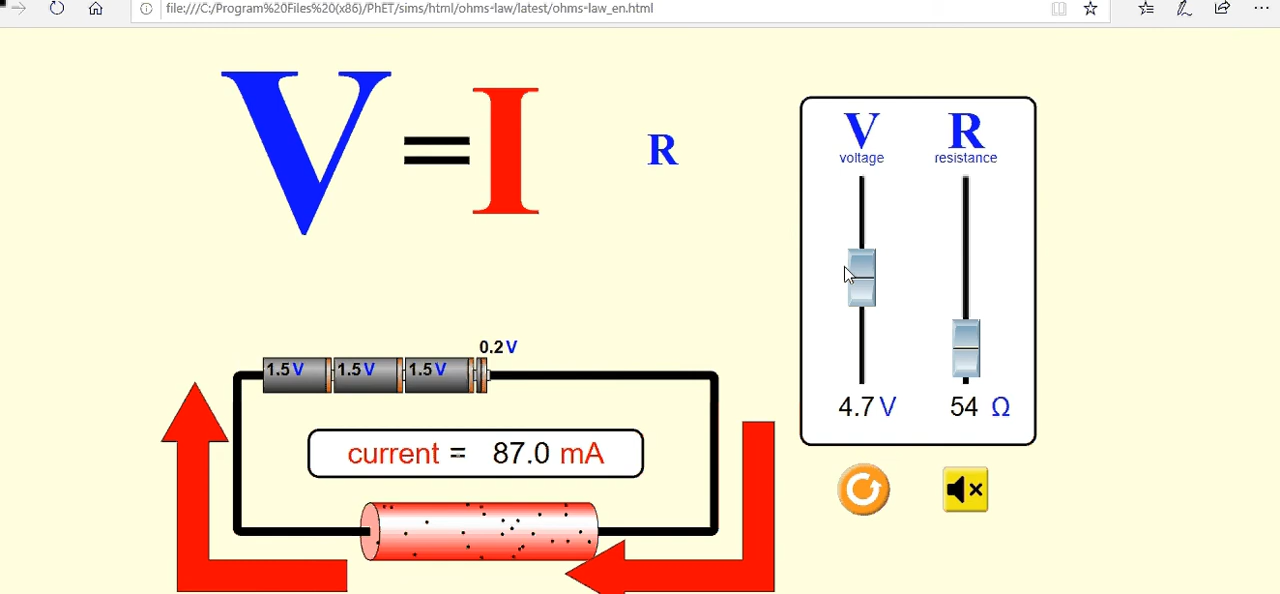 file:///C:/Program%20Files%20(x86)/PhET/sims/html/ohms-law/latest/ohms-law_en.html
V = I R
V R
voltage resistance
0.2 V
1.5 V 1.5 V 1.5 V
4.7 V 54 Ω
current = 87.0 mA